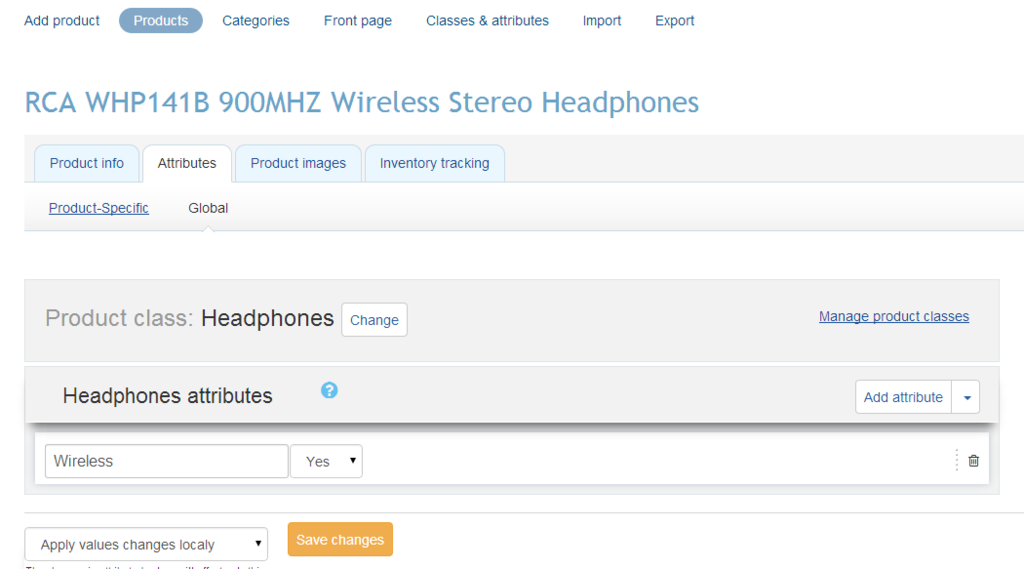 Add product Products Categories Front page Classes & attributes Import Export
RCA WHP141B 900MHZ Wireless Stereo Headphones
Product info Attributes Product images Inventory tracking
Product-Specific Global
Product class: Headphones Change Manage product classes
Headphones attributes ? Add attribute
Wireless Yes
Apply values changes localy Save changes